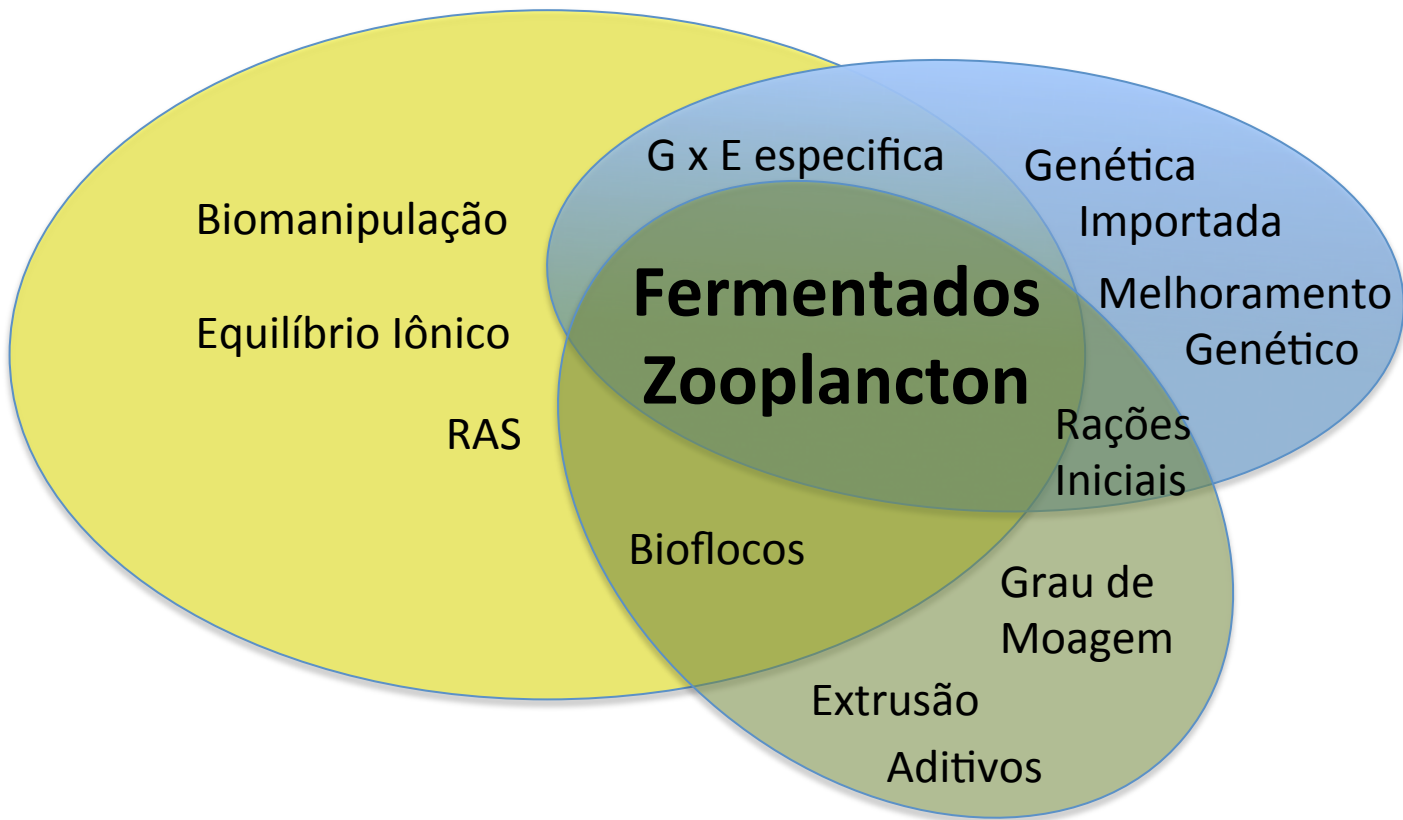 G x E especifica
Genética
Importada
Biomanipulação
Fermentados
Zooplancton
Melhoramento
Genético
Equilíbrio Iônico
RAS
Rações
Iniciais
Bioflocos
Grau de
Moagem
Extrusão
Aditivos